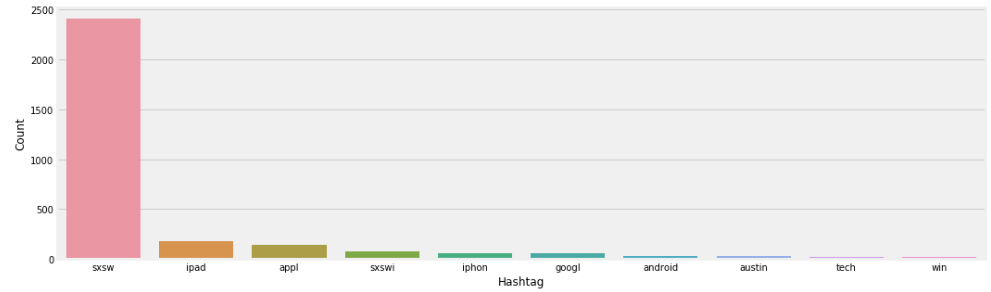 2500
2000
1500
1000
500
0
Count
sxsw ipad appl sxswi iphon googl android austin tech win
Hashtag